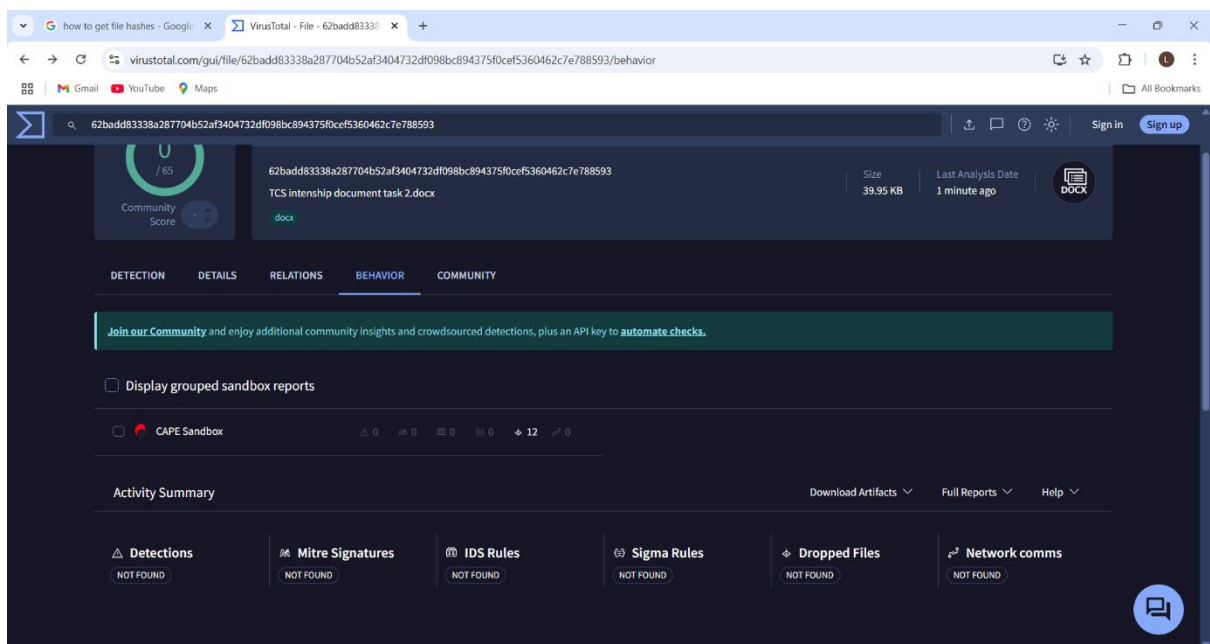 how to get file hashes - Google
VirusTotal - File - 62badd83338
virustotal.com/gui/file/62badd83338a287704b52af3404732df098bc894375f0cef5360462c7e788593/behavior
Gmail YouTube Maps All Bookmarks
62badd83338a287704b52af3404732df098bc894375f0cef5360462c7e788593 Sign in Sign up
0
/ 65
Community
Score
62badd83338a287704b52af3404732df098bc894375f0cef5360462c7e788593
TCS intenship document task 2.docx
docx
Size
39.95 KB
Last Analysis Date
1 minute ago
DOCX
DETECTION DETAILS RELATIONS BEHAVIOR COMMUNITY
Join our Community and enjoy additional community insights and crowdsourced detections, plus an API key to automate checks.
Display grouped sandbox reports
CAPE Sandbox 0 0 0 0 12 0
Activity Summary Download Artifacts Full Reports Help
Detections Mitre Signatures IDS Rules Sigma Rules Dropped Files Network comms
NOT FOUND NOT FOUND NOT FOUND NOT FOUND NOT FOUND NOT FOUND